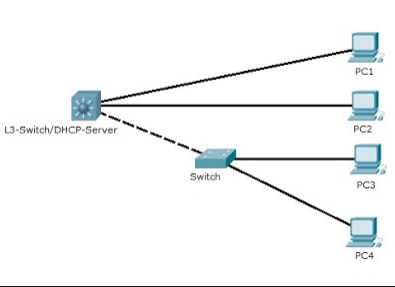 PC1
L3-Switch/DHCP-Server
PC2
Switch
PC3
PC4